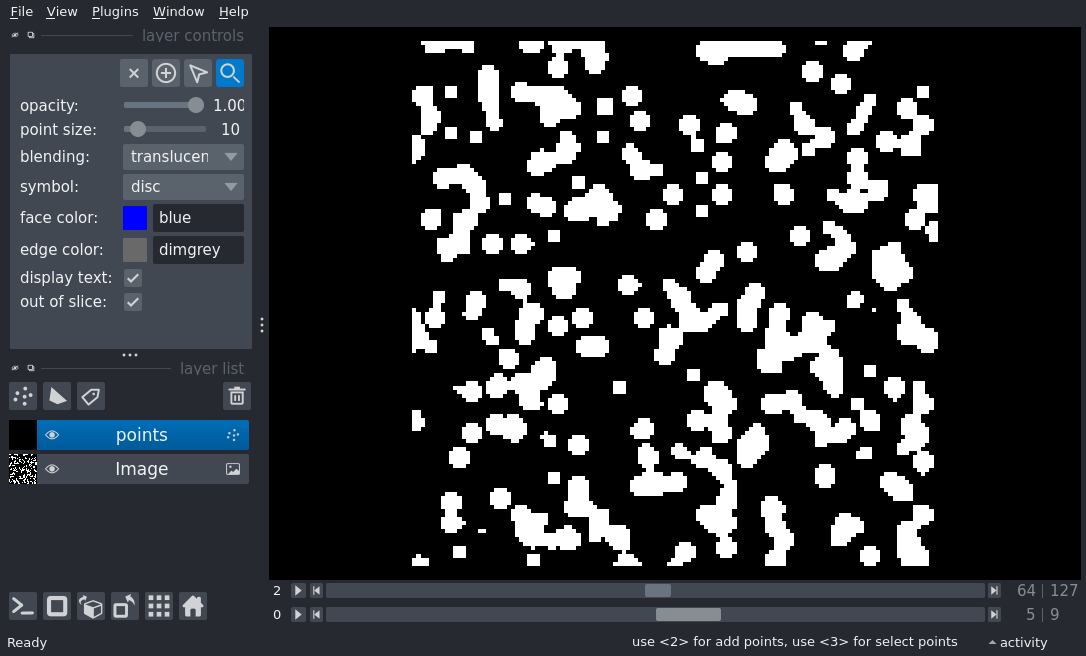 File View Plugins Window Help
layer controls
opacity: 1.00
point size: 10
blending: translucen
symbol: disc
face color: blue
edge color: dimgrey
display text:
out of slice:
layer list
points
Image
2 64 | 127
0 5 | 9
Ready use <2> for add points, use <3> for select points activity